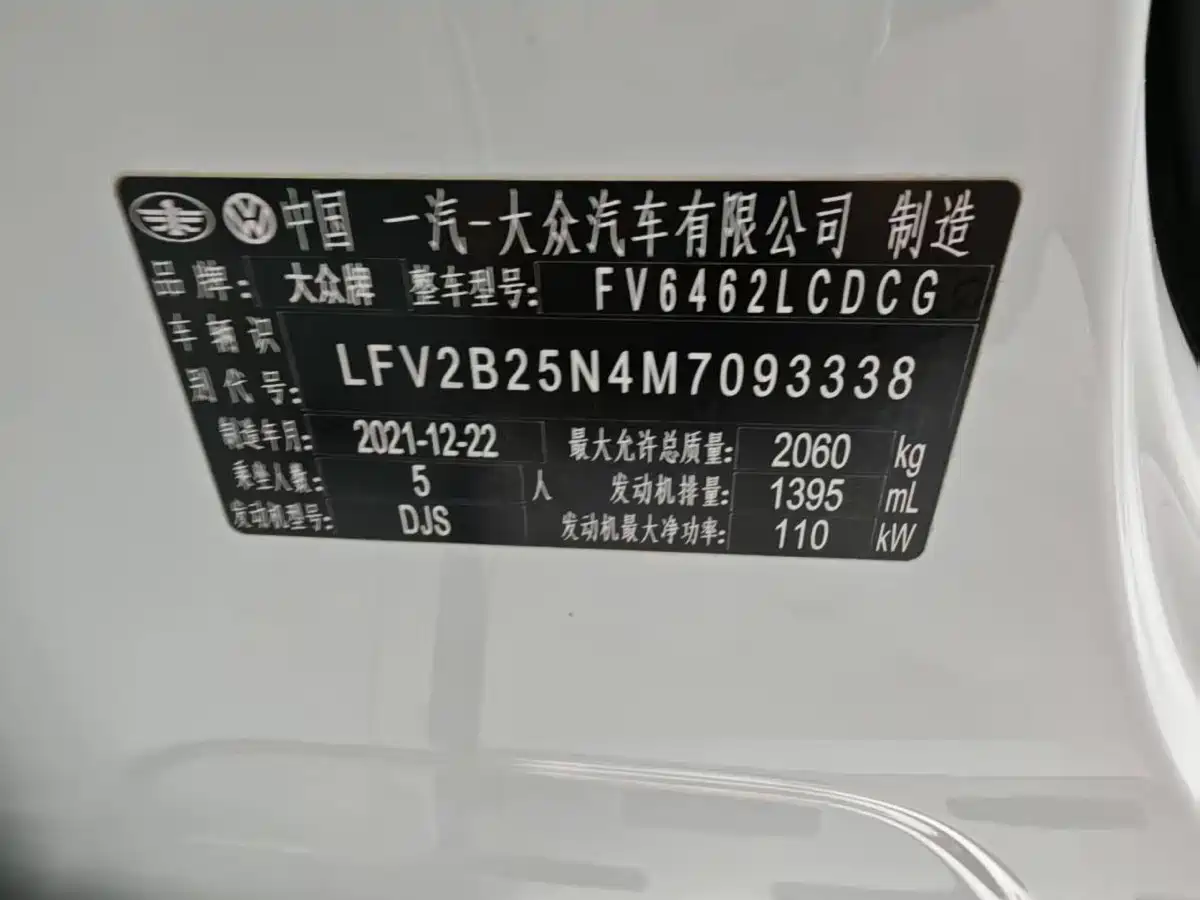 中国 一汽-大众汽车有限公司 制造
品牌: 大众牌 整车型号: FV6462LCDCG
车辆识
别代号: LFV2B25N4M7093338
制造年月: 2021-12-22 最大允许总质量: 2060 kg
乘坐人数: 5 人 发动机排量: 1395 mL
发动机型号: DJS 发动机最大净功率: 110 kW